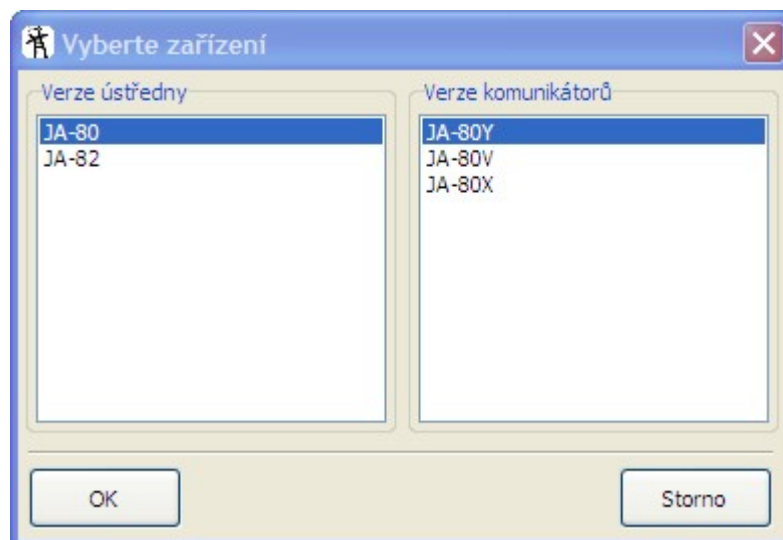 Vyberte zařízení
Verze ústředny
JA-80
JA-82
Verze komunikátorů
JA-80Y
JA-80V
JA-80X
OK
Storno